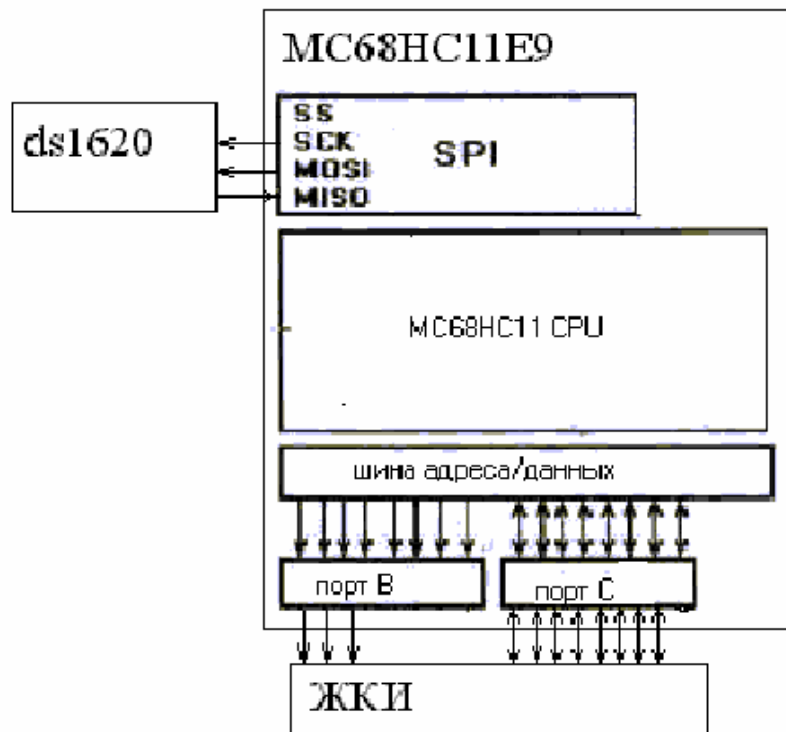 MC68HC11E9
ds1620
SS
SCK
MOSI
MISO
SPI
MC68HC11 CPU
шина адреса/данных
порт В
порт С
ЖКИ